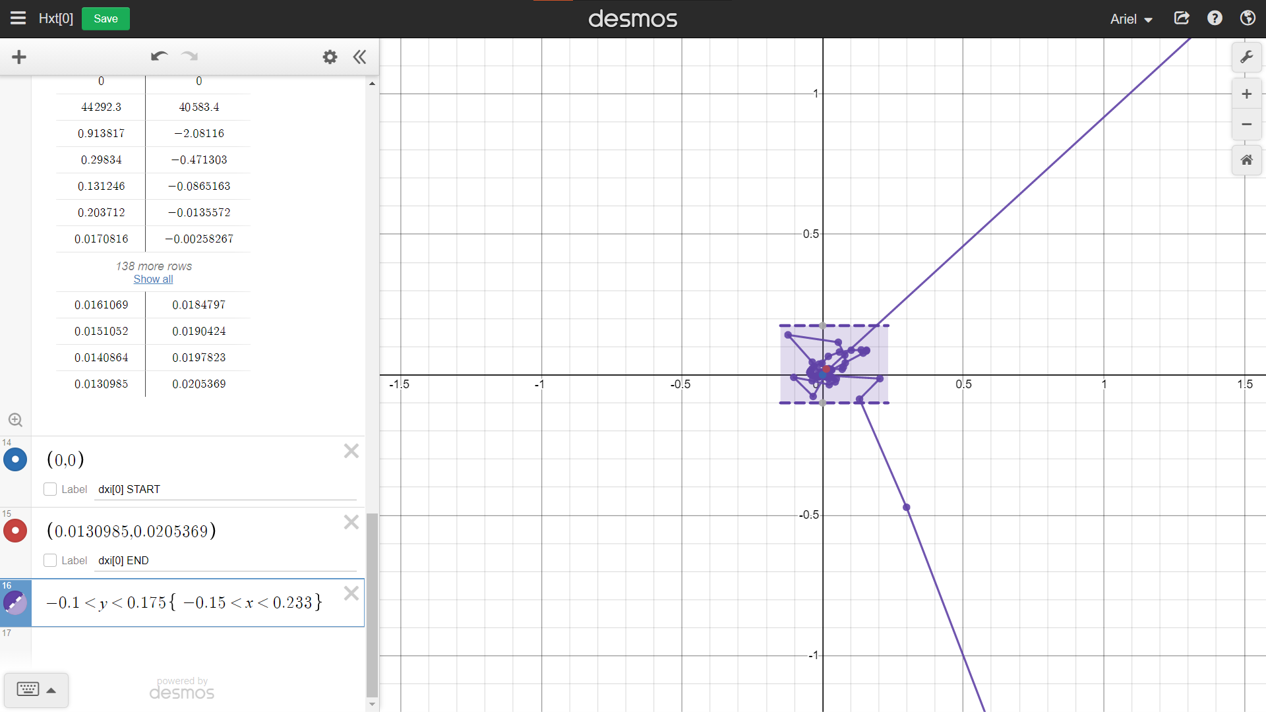 Hxt[0] Save desmos Ariel
0 0
44292.3 40583.4
0.913817 −2.08116
0.29834 −0.471303
0.131246 −0.0865163
0.203712 −0.0135572
0.0170816 −0.00258267
138 more rows
Show all
0.0161069 0.0184797
0.0151052 0.0190424
0.0140864 0.0197823
0.0130985 0.0205369
14
(0,0)
Label dxi[0] START
15
(0.0130985,0.0205369)
Label dxi[0] END
16
−0.1<y<0.175{ −0.15<x<0.233}
17
powered by
desmos
1
0.5
-1.5 -1 -0.5 0 0.5 1 1.5
-0.5
-1